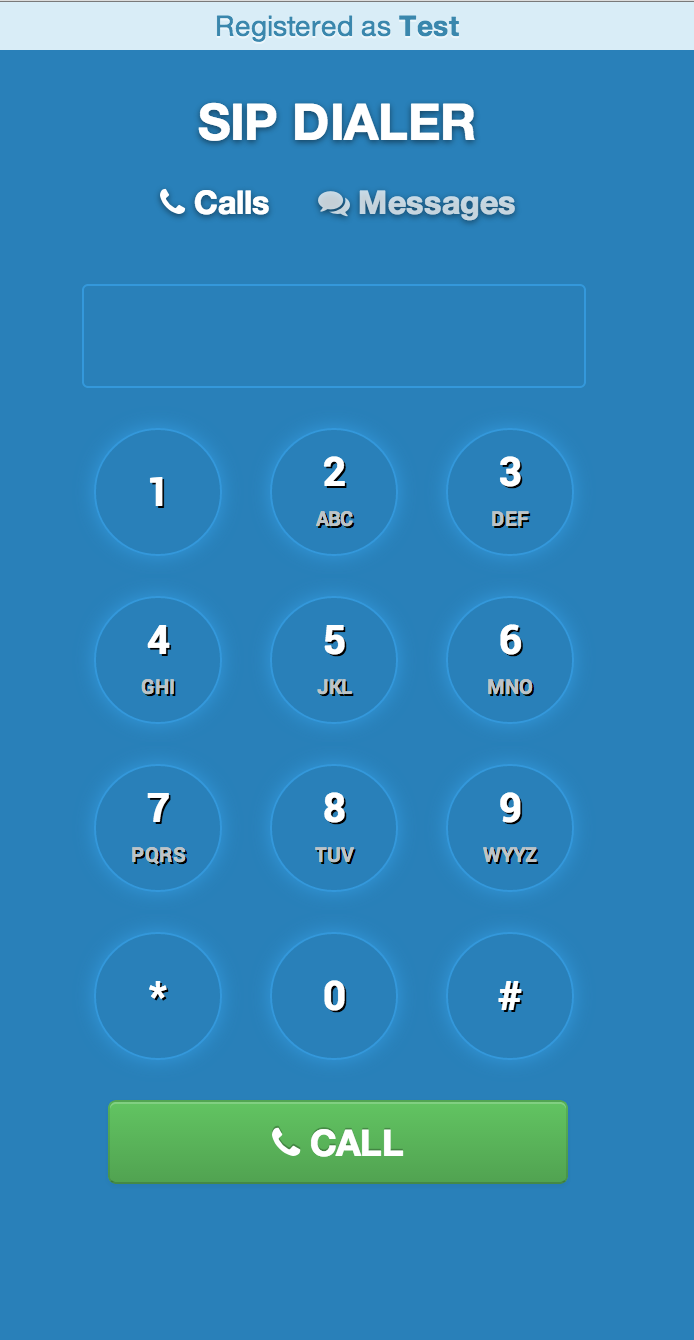 Registered as Test
SIP DIALER
Calls Messages
1 2 3
ABC DEF
4 5 6
GHI JKL MNO
7 8 9
PQRS TUV WYYZ
* 0 #
CALL